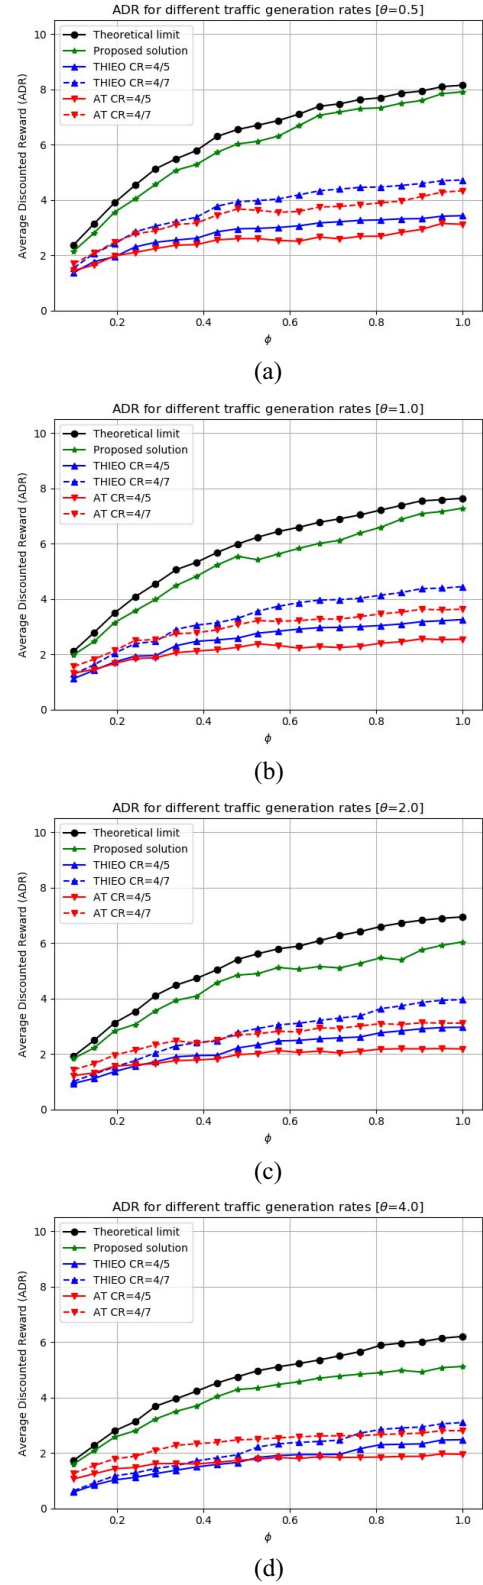 ADR for different traffic generation rates [θ=0.5]
Average Discounted Reward (ADR)
10
8
6
4
2
0
Theoretical limit
Proposed solution
THIEO CR=4/5
THIEO CR=4/7
AT CR=4/5
AT CR=4/7
0.2 0.4 0.6 0.8 1.0
ϕ
(a)
ADR for different traffic generation rates [θ=1.0]
Average Discounted Reward (ADR)
10
8
6
4
2
0
Theoretical limit
Proposed solution
THIEO CR=4/5
THIEO CR=4/7
AT CR=4/5
AT CR=4/7
0.2 0.4 0.6 0.8 1.0
ϕ
(b)
ADR for different traffic generation rates [θ=2.0]
Average Discounted Reward (ADR)
10
8
6
4
2
0
Theoretical limit
Proposed solution
THIEO CR=4/5
THIEO CR=4/7
AT CR=4/5
AT CR=4/7
0.2 0.4 0.6 0.8 1.0
ϕ
(c)
ADR for different traffic generation rates [θ=4.0]
Average Discounted Reward (ADR)
10
8
6
4
2
0
Theoretical limit
Proposed solution
THIEO CR=4/5
THIEO CR=4/7
AT CR=4/5
AT CR=4/7
0.2 0.4 0.6 0.8 1.0
ϕ
(d)